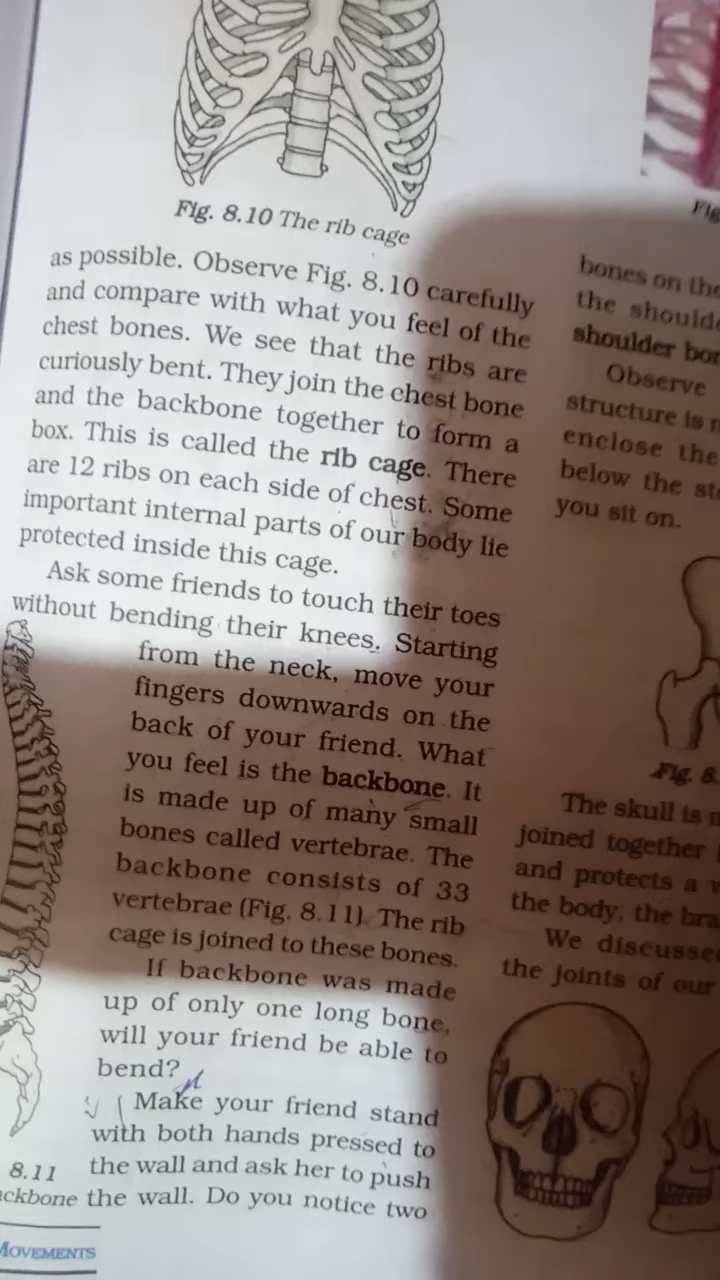 Fig. 8.10 The rib cage
as possible. Observe Fig. 8.10 carefully
and compare with what you feel of the
chest bones. We see that the ribs are
curiously bent. They join the chest bone
and the backbone together to form a
box. This is called the rib cage. There
are 12 ribs on each side of chest. Some
important internal parts of our body lie
protected inside this cage.
Ask some friends to touch their toes
without bending their knees. Starting
from the neck, move your
fingers downwards on the
back of your friend. What
you feel is the backbone. It
is made up of many small
bones called vertebrae. The
backbone consists of 33
vertebrae (Fig. 8.11). The rib
cage is joined to these bones.
If backbone was made
up of only one long bone,
will your friend be able to
bend?
Make your friend stand
with both hands pressed to
the wall and ask her to push
the wall. Do you notice two
8.11
MOVEMENTS
Fig
bones on the
the
shoulder
Observe
structure is
enclose the
below the
you sit on.
Fig. 8.
The skull is
joined together
and protects a
the body, the
We
the joints of our